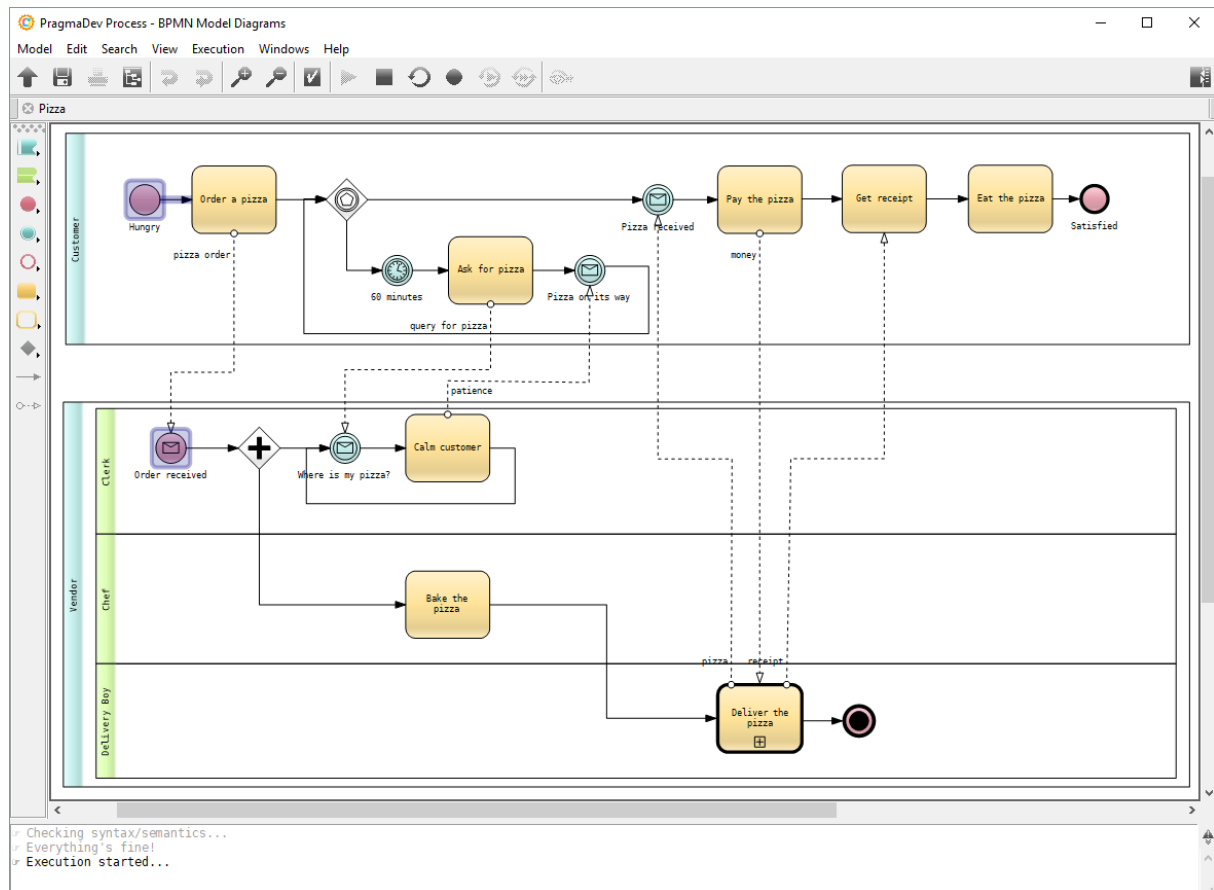 PragmaDev Process - BPMN Model Diagrams
Model Edit Search View Execution Windows Help
Pizza
Customer
Hungry
Order a pizza
pizza order
60 minutes
Ask for pizza
query for pizza
Pizza on its way
Pizza received
Pay the pizza
money
Get receipt
Eat the pizza
Satisfied
patience
Vendor
Clerk
Order received
Where is my pizza?
Calm customer
Chef
Bake the
pizza
Delivery Boy
pizza
receipt
Deliver the
pizza
Checking syntax/semantics...
Everything's fine!
Execution started...